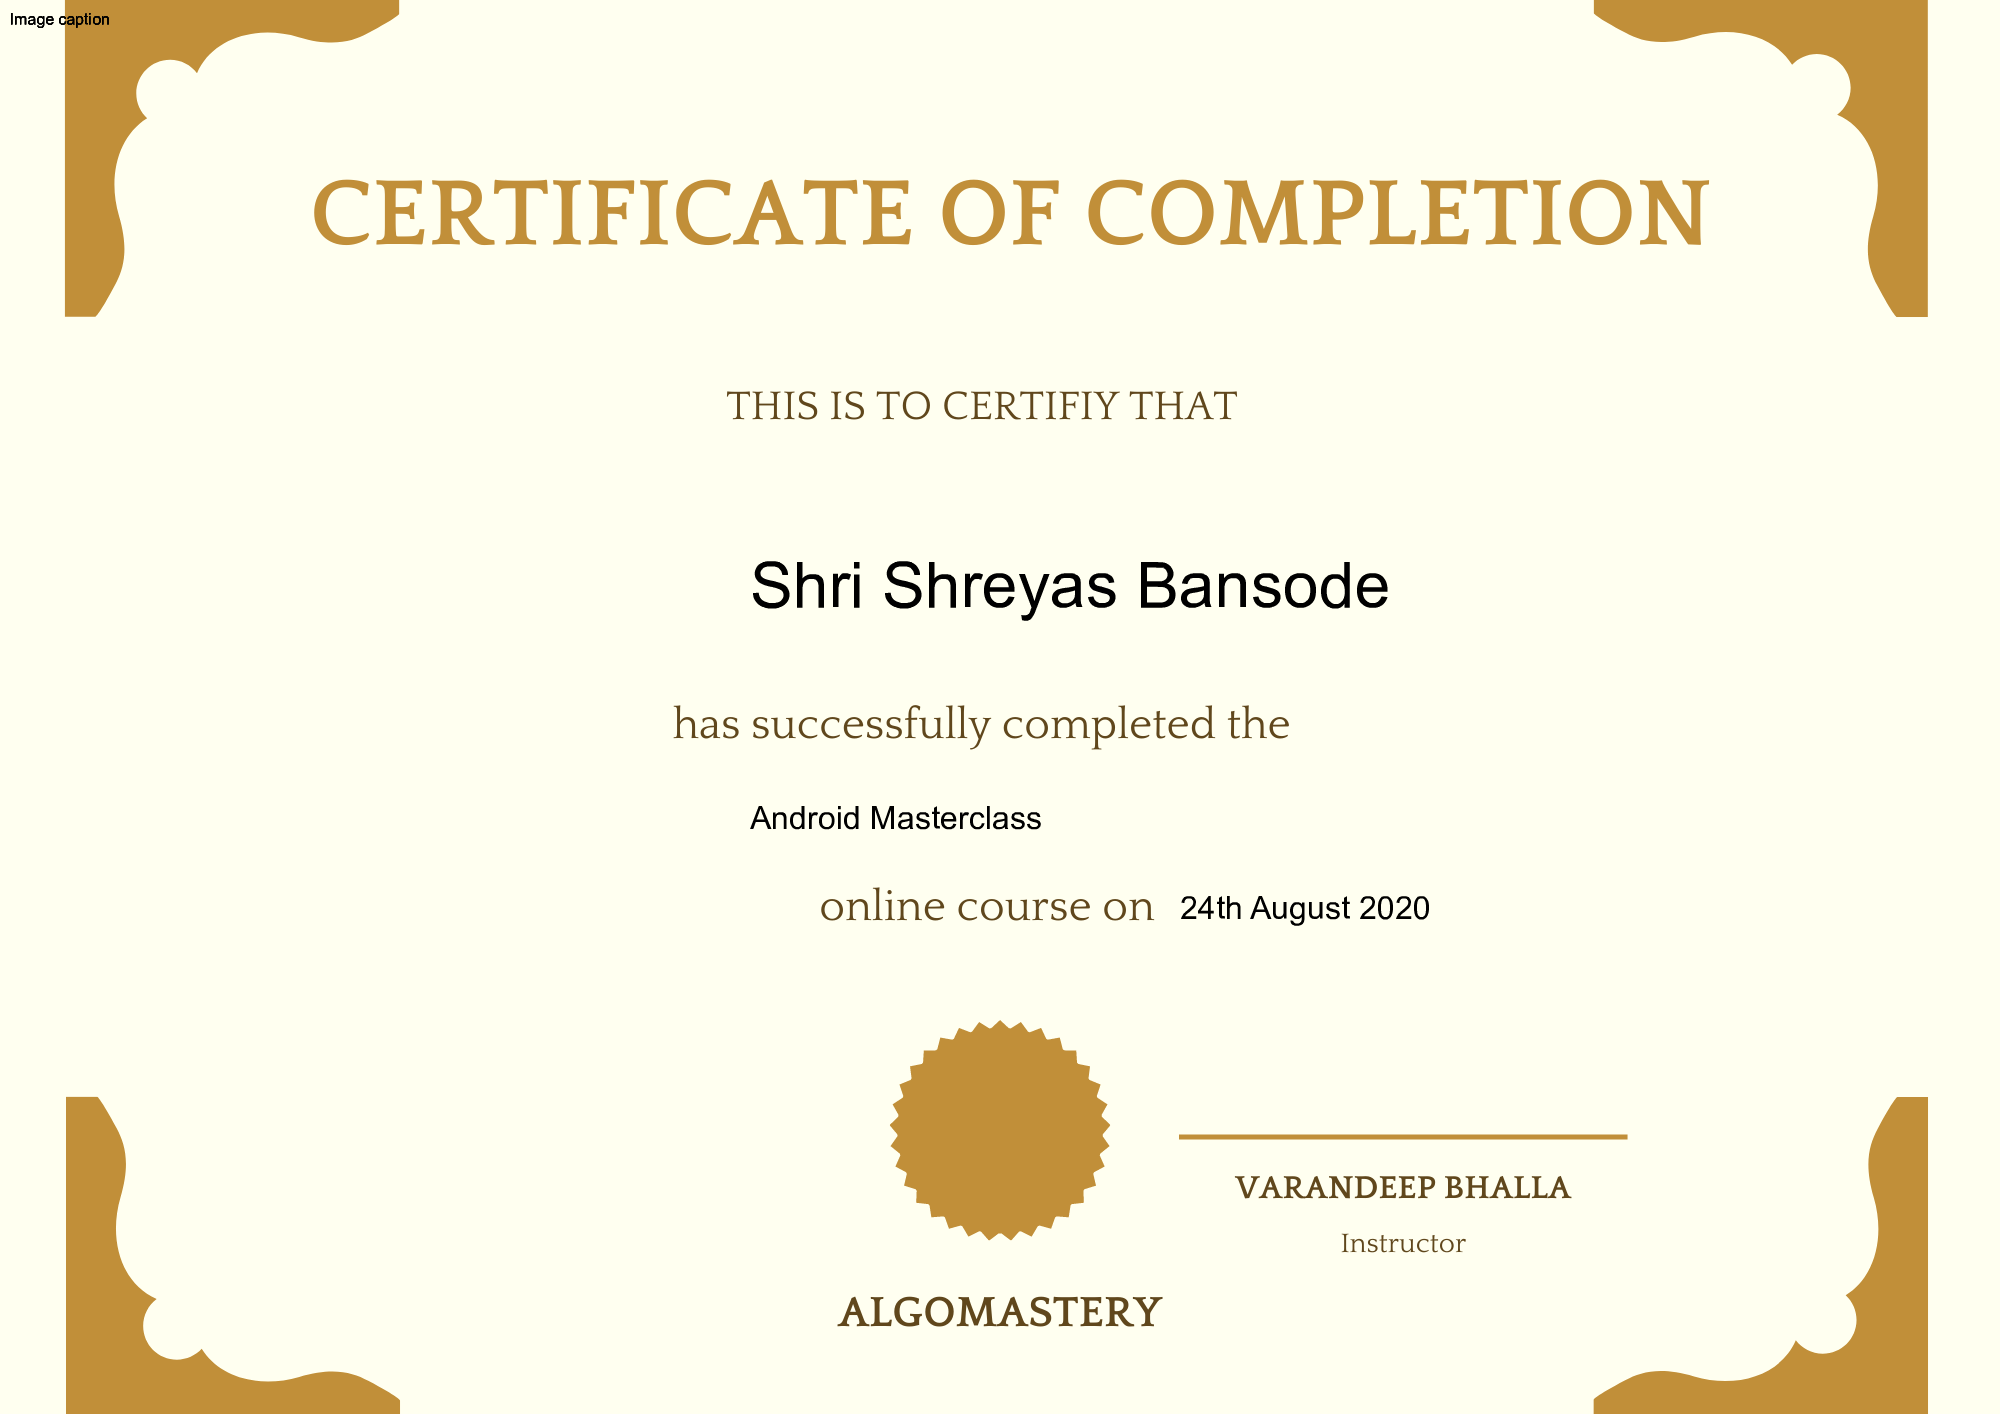 Image caption
CERTIFICATE OF COMPLETION
THIS IS TO CERTIFIY THAT
Shri Shreyas Bansode
has successfully completed the
Android Masterclass
online course on 24th August 2020
VARANDEEP BHALLA
Instructor
ALGOMASTERY